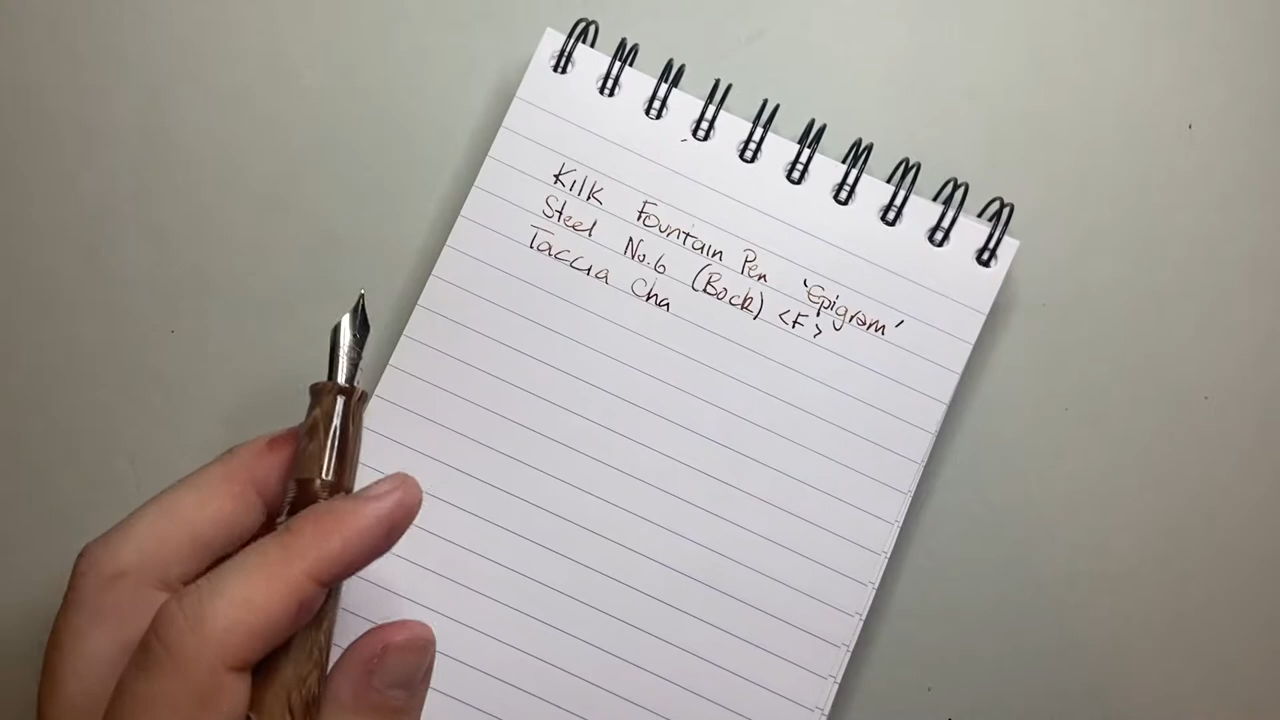 Kilk Fountain Pen 'Epigram'
Steel No.6 (Bock) <F>
Taccia Cha